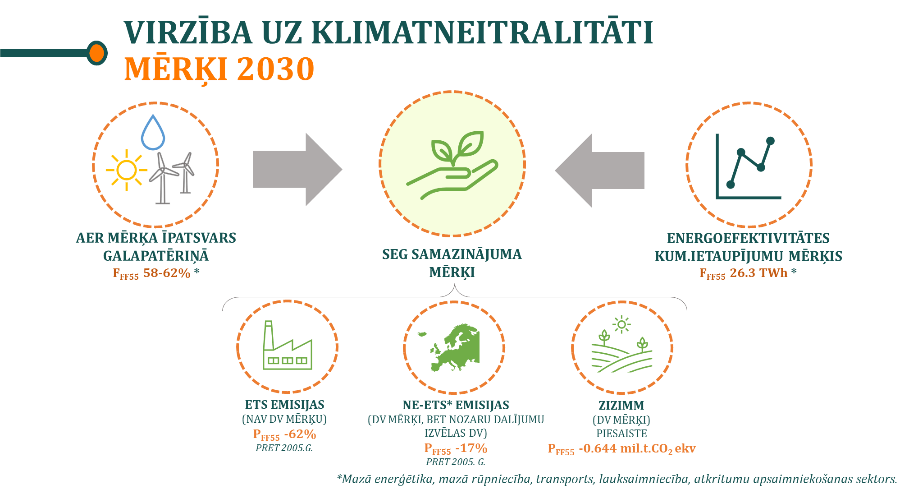 VIRZĪBA UZ KLIMATNEITRALITĀTI
MĒRĶI 2030
AER MĒRĶA ĪPATSVARS
GALAPATĒRIŅĀ
FFF55 58-62% *
SEG SAMAZINĀJUMA
MĒRĶI
ENERGOEFEKTIVITĀTES
KUM.IETAUPĪJUMU MĒRĶIS
FFF55 26.3 TWh *
ETS EMISIJAS
(NAV DV MĒRĶU)
PFF55 -62%
PRET 2005.G.
NE-ETS* EMISIJAS
(DV MĒRĶI, BET NOZARU DALĪJUMU
IZVĒLAS DV)
PFF55 -17%
PRET 2005. G.
ZIZIMM
(DV MĒRĶI)
PIESAISTE
PFF55 -0.644 mil.t.CO2 ekv
*Mazā enerģētika, mazā rūpniecība, transports, lauksaimniecība, atkritumu apsaimniekošanas sektors.